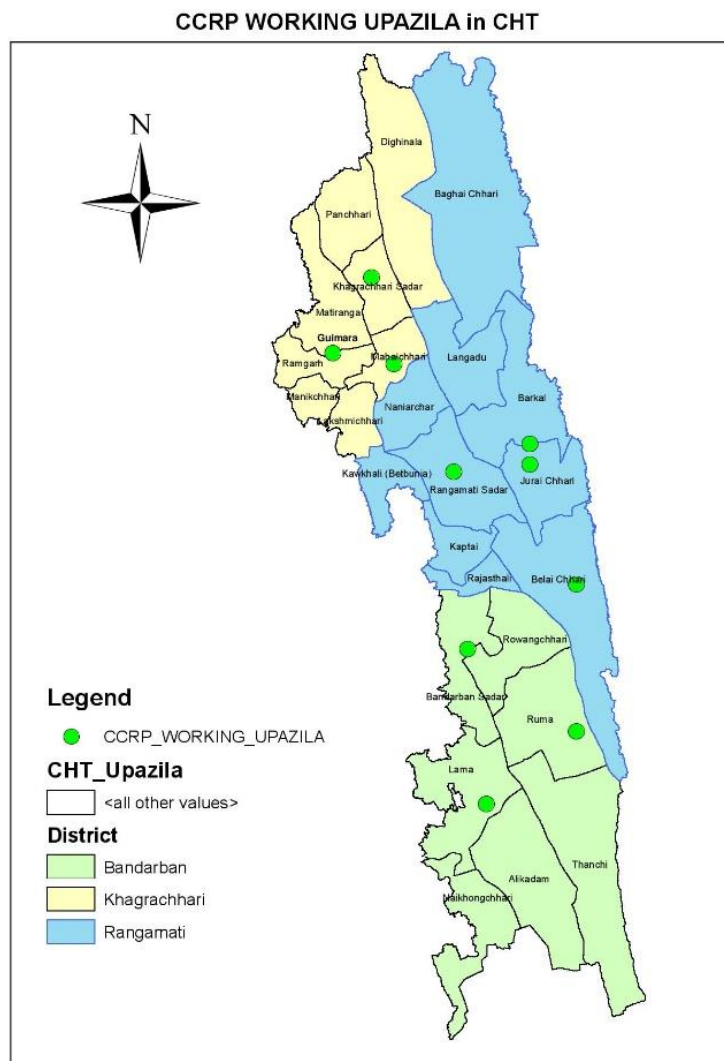 CCRP WORKING UPAZILA in CHT
N
Dighinala
Baghai Chhari
Panchhari
Khagrachhari Sadar
Matiranga
Guimara
Ramgarh
Mahalchhari
Langadu
Manikchhari
Naniarchar
Barkal
Lakshmichhari
Kawkhali (Betbunia)
Jurai Chhari
Rangamati Sadar
Kaptai
Rajasthali
Belai Chhari
Rowangchhari
Bandarban Sadar
Ruma
Lama
Thanchi
Alikadam
Naikhongchhari
Legend
CCRP_WORKING_UPAZILA
CHT_Upazila
<all other values>
District
Bandarban
Khagrachhari
Rangamati